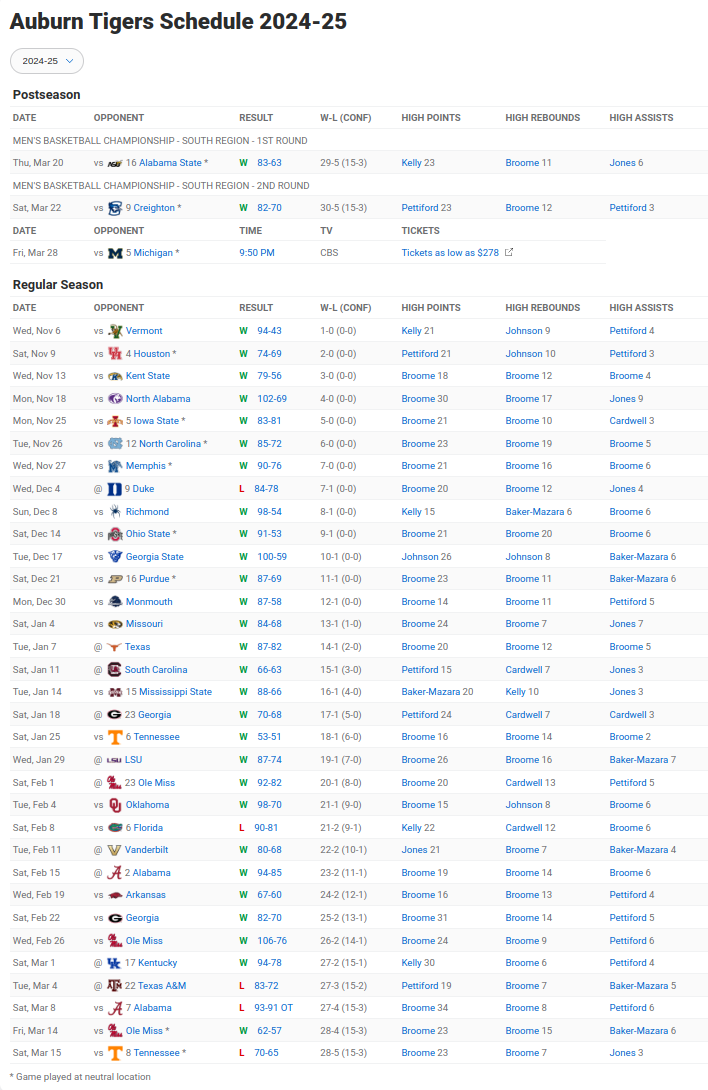 Auburn Tigers Schedule 2024-25
2024-25
Postseason
DATE OPPONENT RESULT W-L (CONF) HIGH POINTS HIGH REBOUNDS HIGH ASSISTS
MEN'S BASKETBALL CHAMPIONSHIP - SOUTH REGION - 1ST ROUND
Thu, Mar 20 vs 16 Alabama State * W 83-63 29-5 (15-3) Kelly 23 Broome 11 Jones 6
MEN'S BASKETBALL CHAMPIONSHIP - SOUTH REGION - 2ND ROUND
Sat, Mar 22 vs 9 Creighton * W 82-70 30-5 (15-3) Pettiford 23 Broome 12 Pettiford 3
DATE OPPONENT TIME TV TICKETS
Fri, Mar 28 vs 5 Michigan * 9:50 PM CBS Tickets as low as $278
Regular Season
DATE OPPONENT RESULT W-L (CONF) HIGH POINTS HIGH REBOUNDS HIGH ASSISTS
Wed, Nov 6 vs Vermont W 94-43 1-0 (0-0) Kelly 21 Johnson 9 Pettiford 4
Sat, Nov 9 vs 4 Houston * W 74-69 2-0 (0-0) Pettiford 21 Johnson 10 Pettiford 3
Wed, Nov 13 vs Kent State W 79-56 3-0 (0-0) Broome 18 Broome 12 Broome 4
Mon, Nov 18 vs North Alabama W 102-69 4-0 (0-0) Broome 30 Broome 17 Jones 9
Mon, Nov 25 vs 5 Iowa State * W 83-81 5-0 (0-0) Broome 21 Broome 10 Cardwell 3
Tue, Nov 26 vs 12 North Carolina * W 85-72 6-0 (0-0) Broome 23 Broome 19 Broome 5
Wed, Nov 27 vs Memphis * W 90-76 7-0 (0-0) Broome 21 Broome 16 Broome 6
Wed, Dec 4 @ 9 Duke L 84-78 7-1 (0-0) Broome 20 Broome 12 Jones 4
Sun, Dec 8 vs Richmond W 98-54 8-1 (0-0) Kelly 15 Baker-Mazara 6 Broome 6
Sat, Dec 14 vs Ohio State * W 91-53 9-1 (0-0) Broome 21 Broome 20 Broome 6
Tue, Dec 17 vs Georgia State W 100-59 10-1 (0-0) Johnson 26 Johnson 8 Baker-Mazara 6
Sat, Dec 21 vs 16 Purdue * W 87-69 11-1 (0-0) Broome 23 Broome 11 Baker-Mazara 6
Mon, Dec 30 vs Monmouth W 87-58 12-1 (0-0) Broome 14 Broome 11 Pettiford 5
Sat, Jan 4 vs Missouri W 84-68 13-1 (1-0) Broome 24 Broome 7 Jones 7
Tue, Jan 7 @ Texas W 87-82 14-1 (2-0) Broome 20 Broome 12 Broome 5
Sat, Jan 11 @ South Carolina W 66-63 15-1 (3-0) Pettiford 15 Cardwell 7 Jones 3
Tue, Jan 14 vs 15 Mississippi State W 88-66 16-1 (4-0) Baker-Mazara 20 Kelly 10 Jones 3
Sat, Jan 18 @ 23 Georgia W 70-68 17-1 (5-0) Pettiford 24 Cardwell 7 Cardwell 3
Sat, Jan 25 vs 6 Tennessee W 53-51 18-1 (6-0) Broome 16 Broome 14 Broome 2
Wed, Jan 29 @ LSU LSU W 87-74 19-1 (7-0) Broome 26 Broome 16 Baker-Mazara 7
Sat, Feb 1 @ 23 Ole Miss W 92-82 20-1 (8-0) Broome 20 Cardwell 13 Pettiford 5
Tue, Feb 4 vs Oklahoma W 98-70 21-1 (9-0) Broome 15 Johnson 8 Broome 6
Sat, Feb 8 vs 6 Florida L 90-81 21-2 (9-1) Kelly 22 Cardwell 12 Broome 6
Tue, Feb 11 @ Vanderbilt W 80-68 22-2 (10-1) Jones 21 Broome 7 Baker-Mazara 4
Sat, Feb 15 @ 2 Alabama W 94-85 23-2 (11-1) Broome 19 Broome 14 Broome 6
Wed, Feb 19 vs Arkansas W 67-60 24-2 (12-1) Broome 16 Broome 13 Pettiford 4
Sat, Feb 22 vs Georgia W 82-70 25-2 (13-1) Broome 31 Broome 14 Pettiford 5
Wed, Feb 26 vs Ole Miss W 106-76 26-2 (14-1) Broome 24 Broome 9 Pettiford 6
Sat, Mar 1 @ 17 Kentucky W 94-78 27-2 (15-1) Kelly 30 Broome 6 Pettiford 4
Tue, Mar 4 @ 22 Texas A&M L 83-72 27-3 (15-2) Pettiford 19 Broome 7 Baker-Mazara 5
Sat, Mar 8 vs 7 Alabama L 93-91 OT 27-4 (15-3) Broome 34 Broome 8 Pettiford 6
Fri, Mar 14 vs Ole Miss * W 62-57 28-4 (15-3) Broome 23 Broome 15 Baker-Mazara 6
Sat, Mar 15 vs 8 Tennessee * L 70-65 28-5 (15-3) Broome 23 Broome 7 Jones 3
* Game played at neutral location